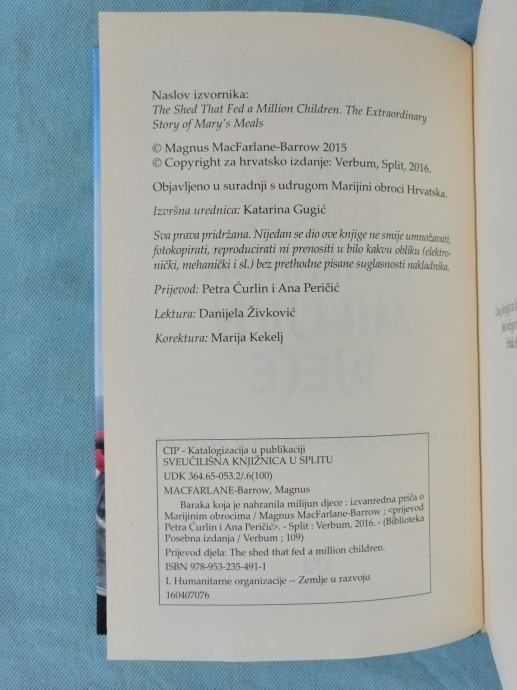 Naslov izvornika:
The Shed That Fed a Million Children. The Extraordinary
Story of Mary's Meals
© Magnus MacFarlane-Barrow 2015
© Copyright za hrvatsko izdanje: Verbum, Split, 2016.
Objavljeno u suradnji s udrugom Marijini obroci Hrvatska.
Izvršna urednica: Katarina Gugić
Sva prava pridržana. Nijedan se dio ove knjige ne smije umnožavati,
fotokopirati, reproducirati ni prenositi u bilo kakvu obliku (elektro-
nički, mehanički i sl.) bez prethodne pisane suglasnosti nakladnika.
Prijevod: Petra Ćurlin i Ana Peričić
Lektura: Danijela Živković
Korektura: Marija Kekelj
CIP - Katalogizacija u publikaciji
SVEUČILIŠNA KNJIŽNICA U SPLITU
UDK 364.65-053.2/.6(100)
MACFARLANE-Barrow, Magnus
Baraka koja je nahranila milijun djece : izvanredna priča o
Marijinim obrocima / Magnus MacFarlane-Barrow ; <prijevod
Petra Ćurlin i Ana Peričić>. - Split : Verbum, 2016. - (Biblioteka
Posebna izdanja / Verbum ; 109)
Prijevod djela: The shed that fed a million children.
ISBN 978-953-235-491-1
I. Humanitarne organizacije -- Zemlje u razvoju
160407076